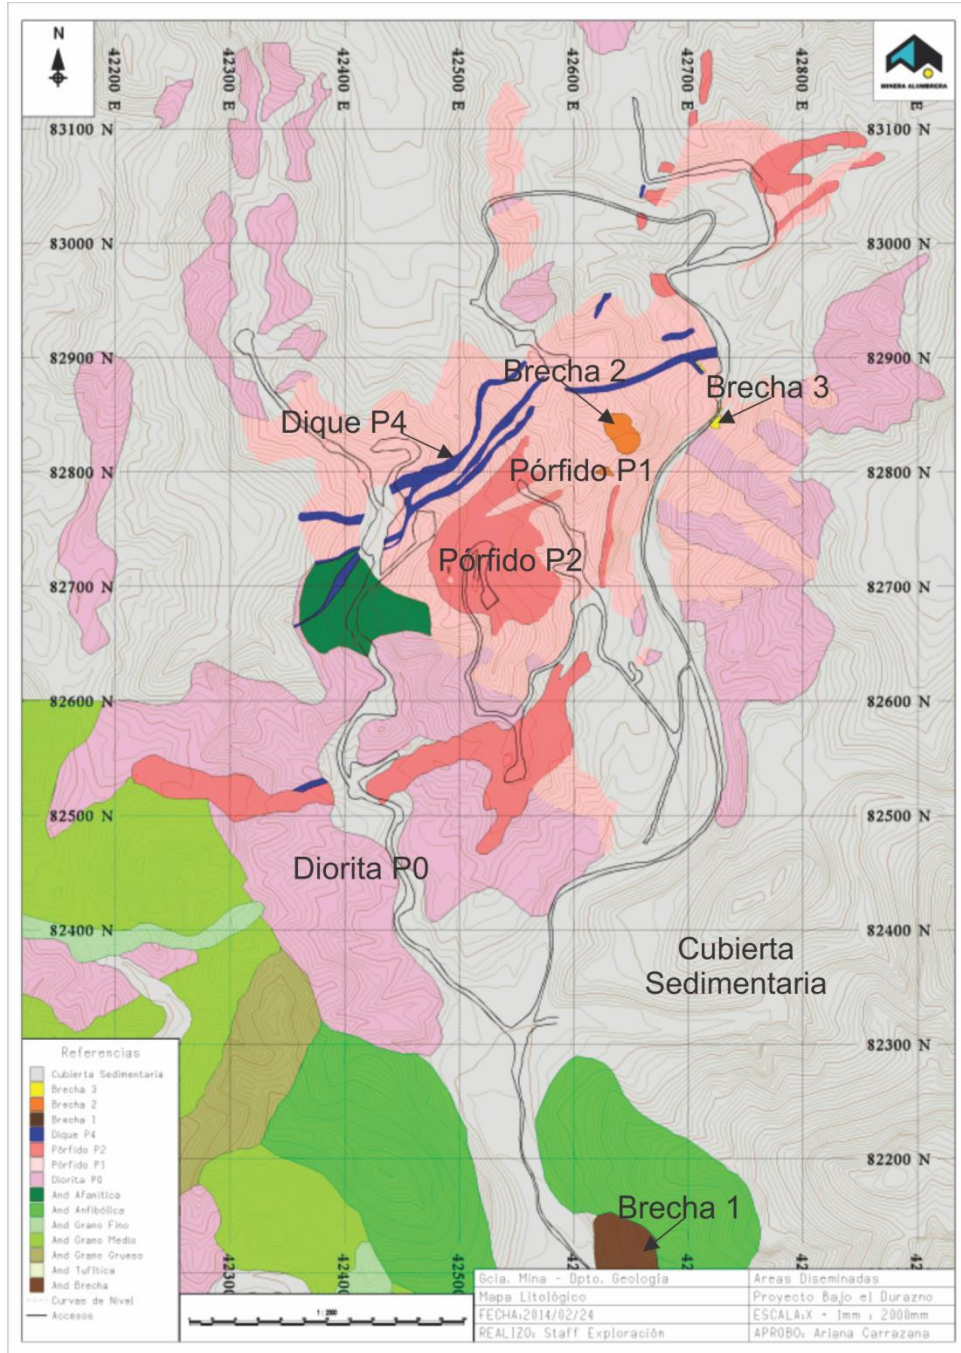 N
42200 E
42300 E
42400 E
42500 E
42600 E
42700 E
42800 E
E
MINERA ALUMBRERA
83100 N
83100 N
83000 N
83000 N
82900 N
82900 N
Brecha 2
Brecha 3
Dique P4
82800 N
Pórfido P1
82800 N
Pórfido P2
82700 N
82700 N
82600 N
82600 N
82500 N
82500 N
Diorita P0
82400 N
82400 N
Cubierta
Sedimentaria
82300 N
82200 N
Brecha 1
Referencias
Cubierta Sedimentaria
Brecha 3
Brecha 2
Brecha 1
Dique P4
Pórfido P2
Pórfido P1
Diorita P0
And Afanítica
And Anfibólica
And Grano Fino
And Grano Medio
And Grano Grueso
And Tufítica
And Brecha
Curvas de Nivel
Accesos
42300
42400
42500
42
42
1 : 2000
Gcia. Mina - Dpto. Geología
Areas Diseminadas
Mapa Litológico
Proyecto Bajo el Durazno
FECHA:2014/02/24
ESCALA:X - 1mm : 2000mm
REALIZO: Staff Exploración
APROBO: Ariana Carrazana